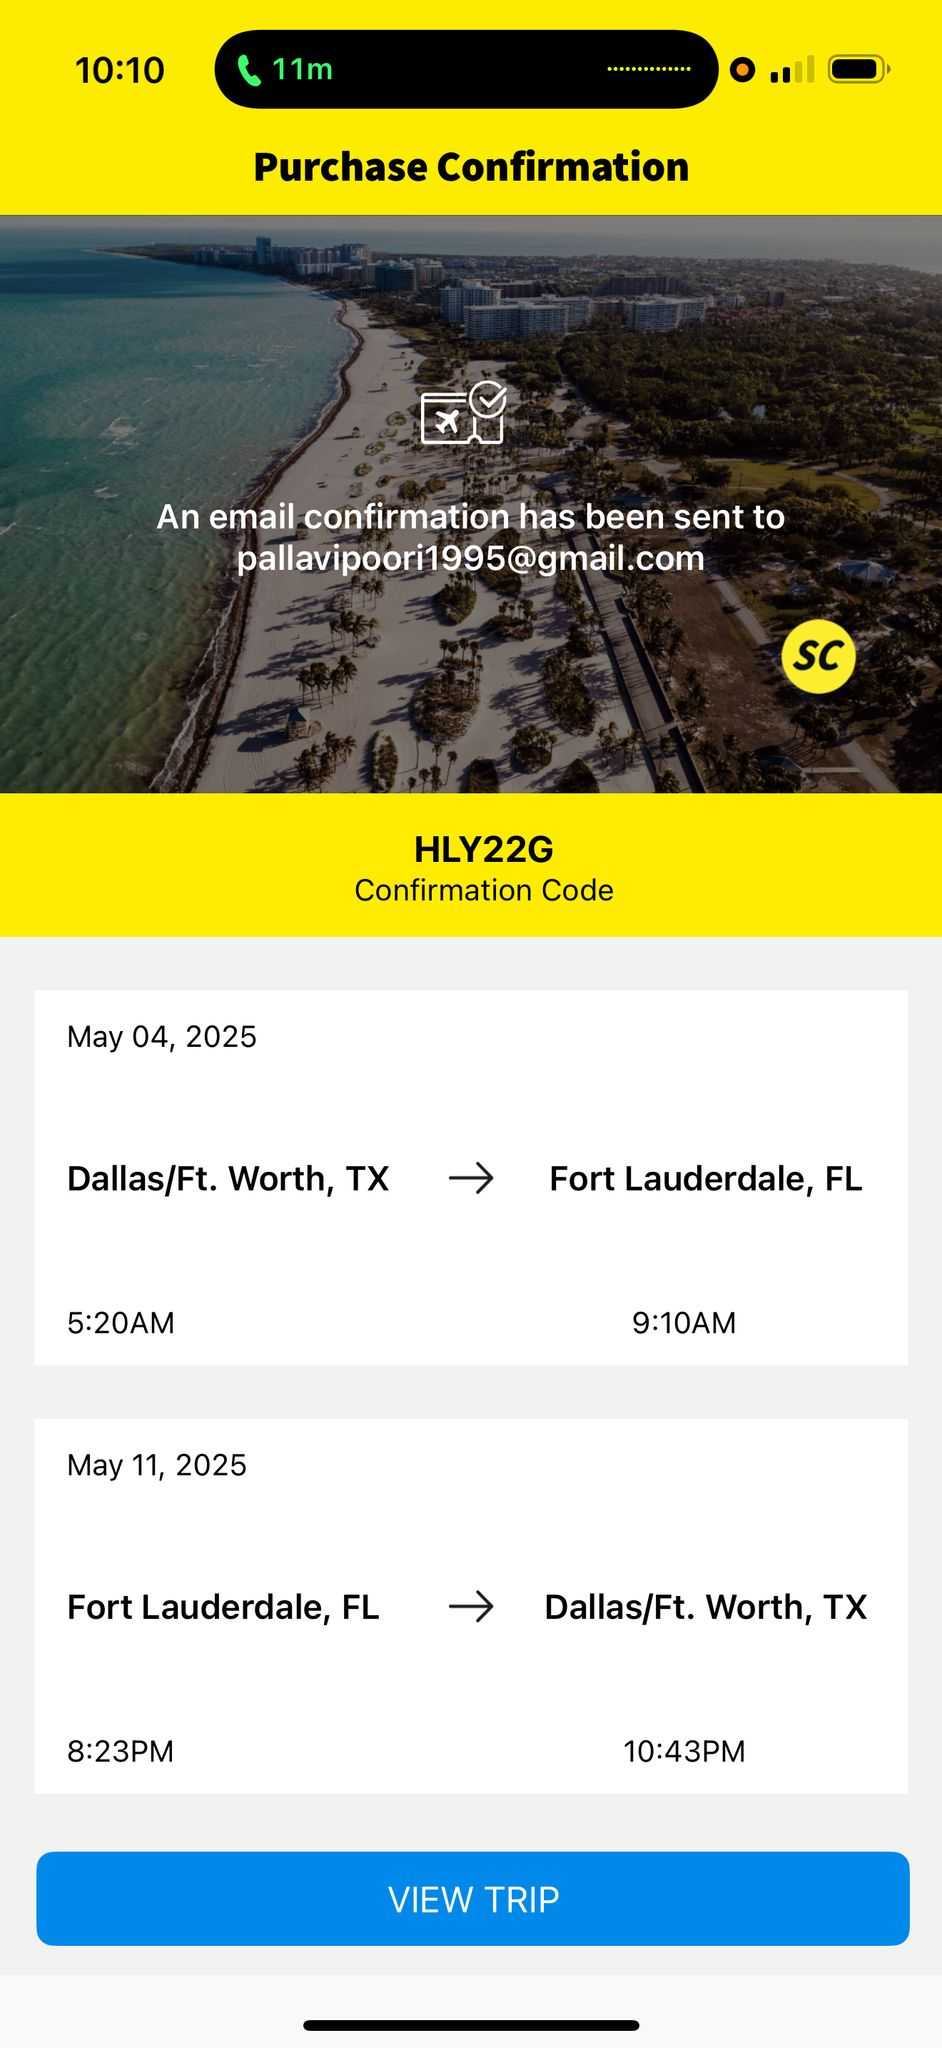 10:10
11m
Purchase Confirmation
An email confirmation has been sent to
pallavipoori1995@gmail.com
SC
HLY22G
Confirmation Code
May 04, 2025
Dallas/Ft. Worth, TX → Fort Lauderdale, FL
5:20AM 9:10AM
May 11, 2025
Fort Lauderdale, FL → Dallas/Ft. Worth, TX
8:23PM 10:43PM
VIEW TRIP